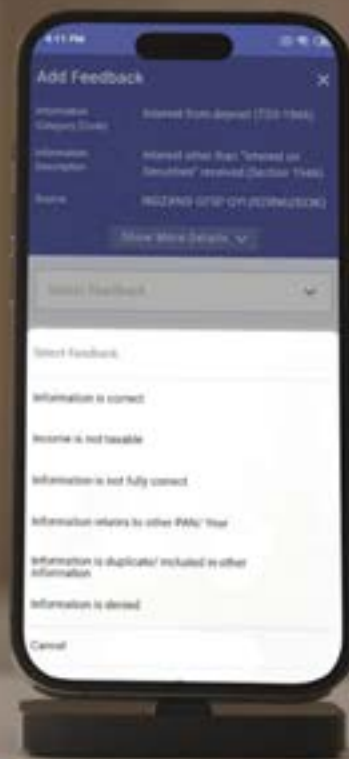 4:11 PM
Add Feedback
Information
Interest from deposit (TDS-194A)
(Category Code)
Information
Interest other than "Interest on
Description
Securities" received (Section 194A)
Source
Show More Details
Select Feedback
Select Feedback
Information is correct
Income is not taxable
Information is not fully correct
Information relates to other PAN/ Year
Information is duplicate/ included in other
information
Information is denied
Cancel